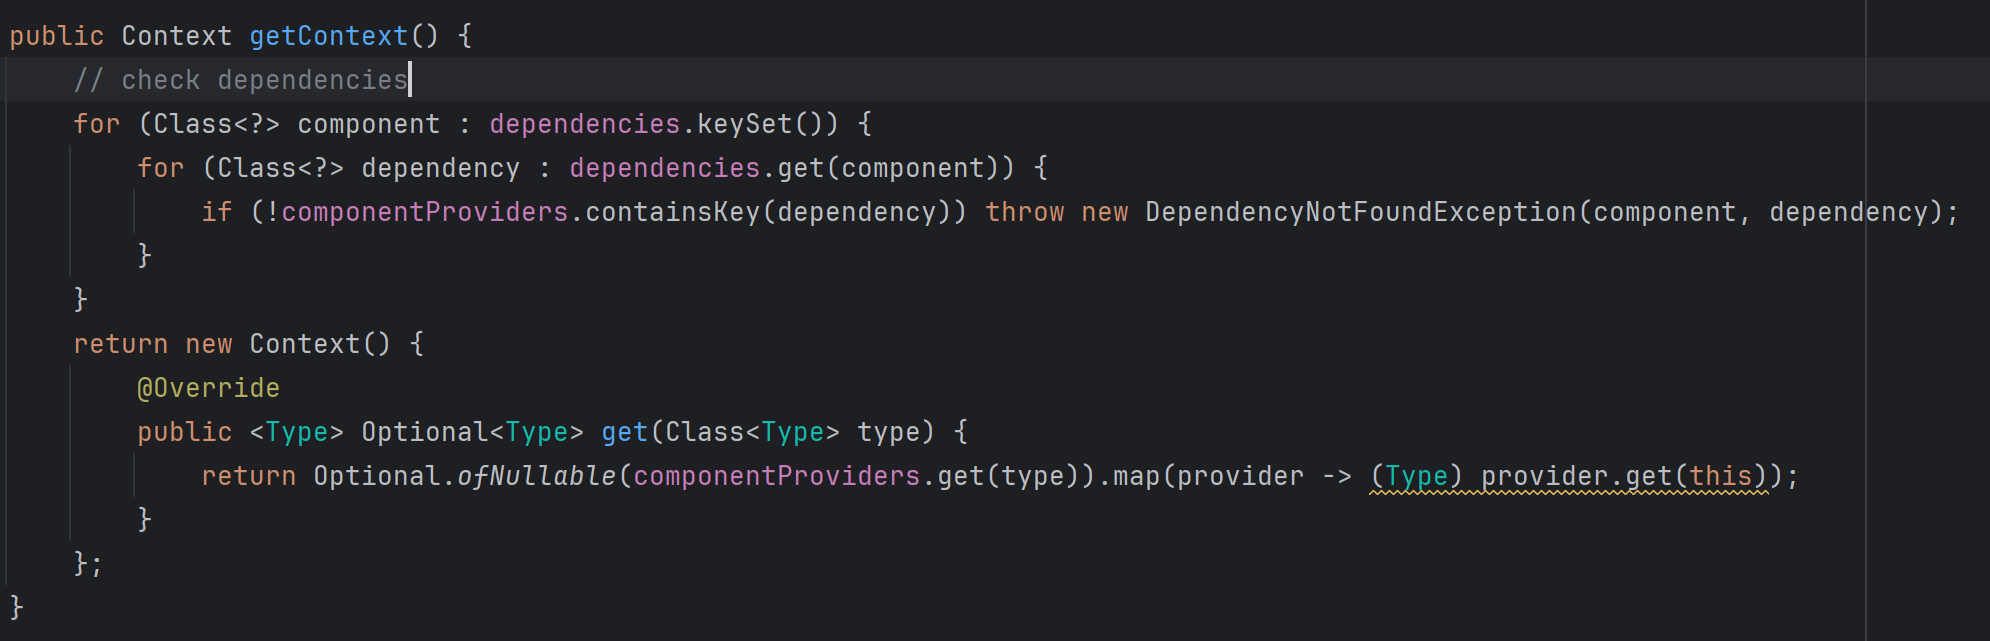 public Context getContext() {
    // check dependencies
    for (Class<?> component : dependencies.keySet()) {
        for (Class<?> dependency : dependencies.get(component)) {
            if (!componentProviders.containsKey(dependency)) throw new DependencyNotFoundException(component, dependency);
        }
    }
    return new Context() {
        @Override
        public <Type> Optional<Type> get(Class<Type> type) {
            return Optional.ofNullable(componentProviders.get(type)).map(provider -> (Type) provider.get(this));
        }
    };
}